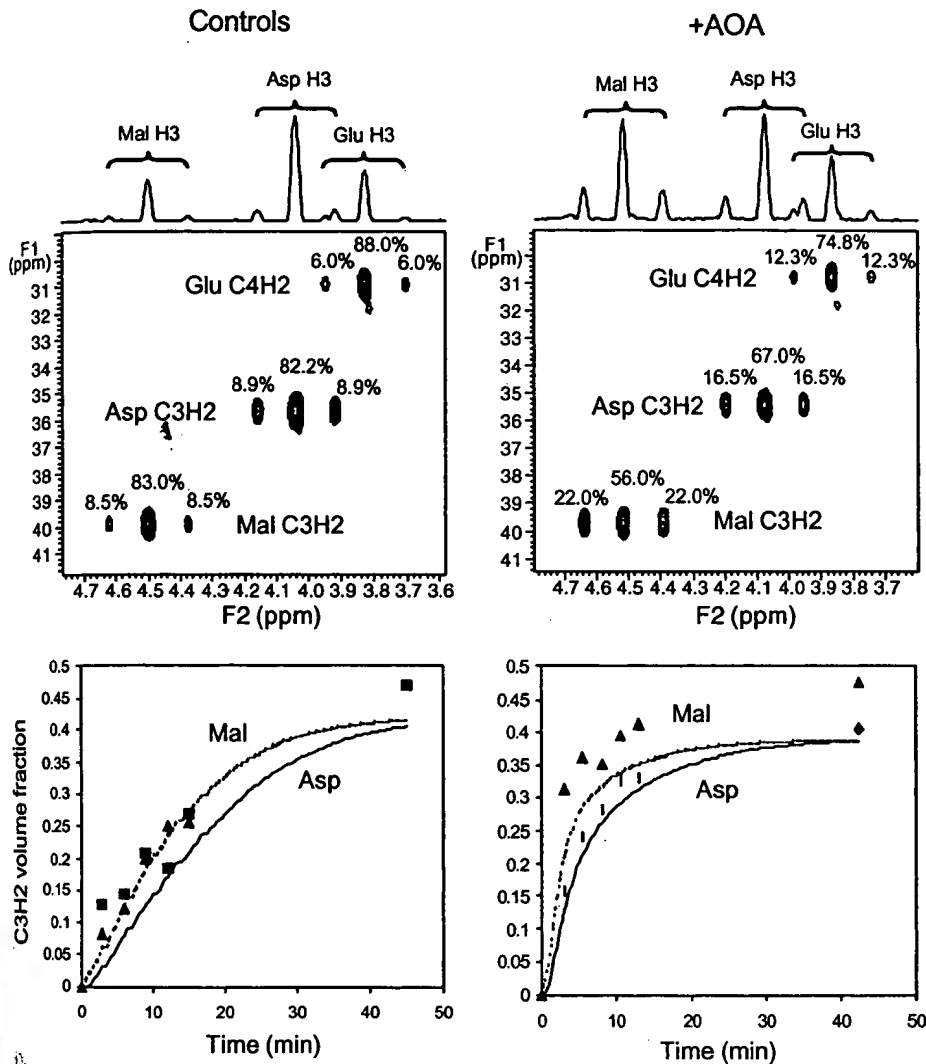 Controls
+AOA
Asp H3
Mal H3
Glu H3
Mal H3
Asp H3
Glu H3
F1
(ppm)
31
32
33
34
35
36
37
38
39
40
41
88.0%
6.0% 6.0%
Glu C4H2
82.2%
8.9% 8.9%
Asp C3H2
83.0%
8.5% 8.5%
Mal C3H2
4.7 4.6 4.5 4.4 4.3 4.2 4.1 4.0 3.9 3.8 3.7 3.6
F2 (ppm)
F1
(ppm)
31
32
33
34
35
36
37
38
39
40
41
74.8%
12.3% 12.3%
Glu C4H2
67.0%
16.5% 16.5%
Asp C3H2
56.0%
22.0% 22.0%
Mal C3H2
4.7 4.6 4.5 4.4 4.3 4.2 4.1 4.0 3.9 3.8 3.7 3.6
F2 (ppm)
C3H2 volume fraction
0.5
0.45
0.4
0.35
0.3
0.25
0.2
0.15
0.1
0.05
0
Mal
Asp
0 10 20 30 40 50
Time (min)
0.5
0.45
0.4
0.35
0.3
0.25
0.2
0.15
0.1
0.05
0
Mal
Asp
0 10 20 30 40 50
Time (min)